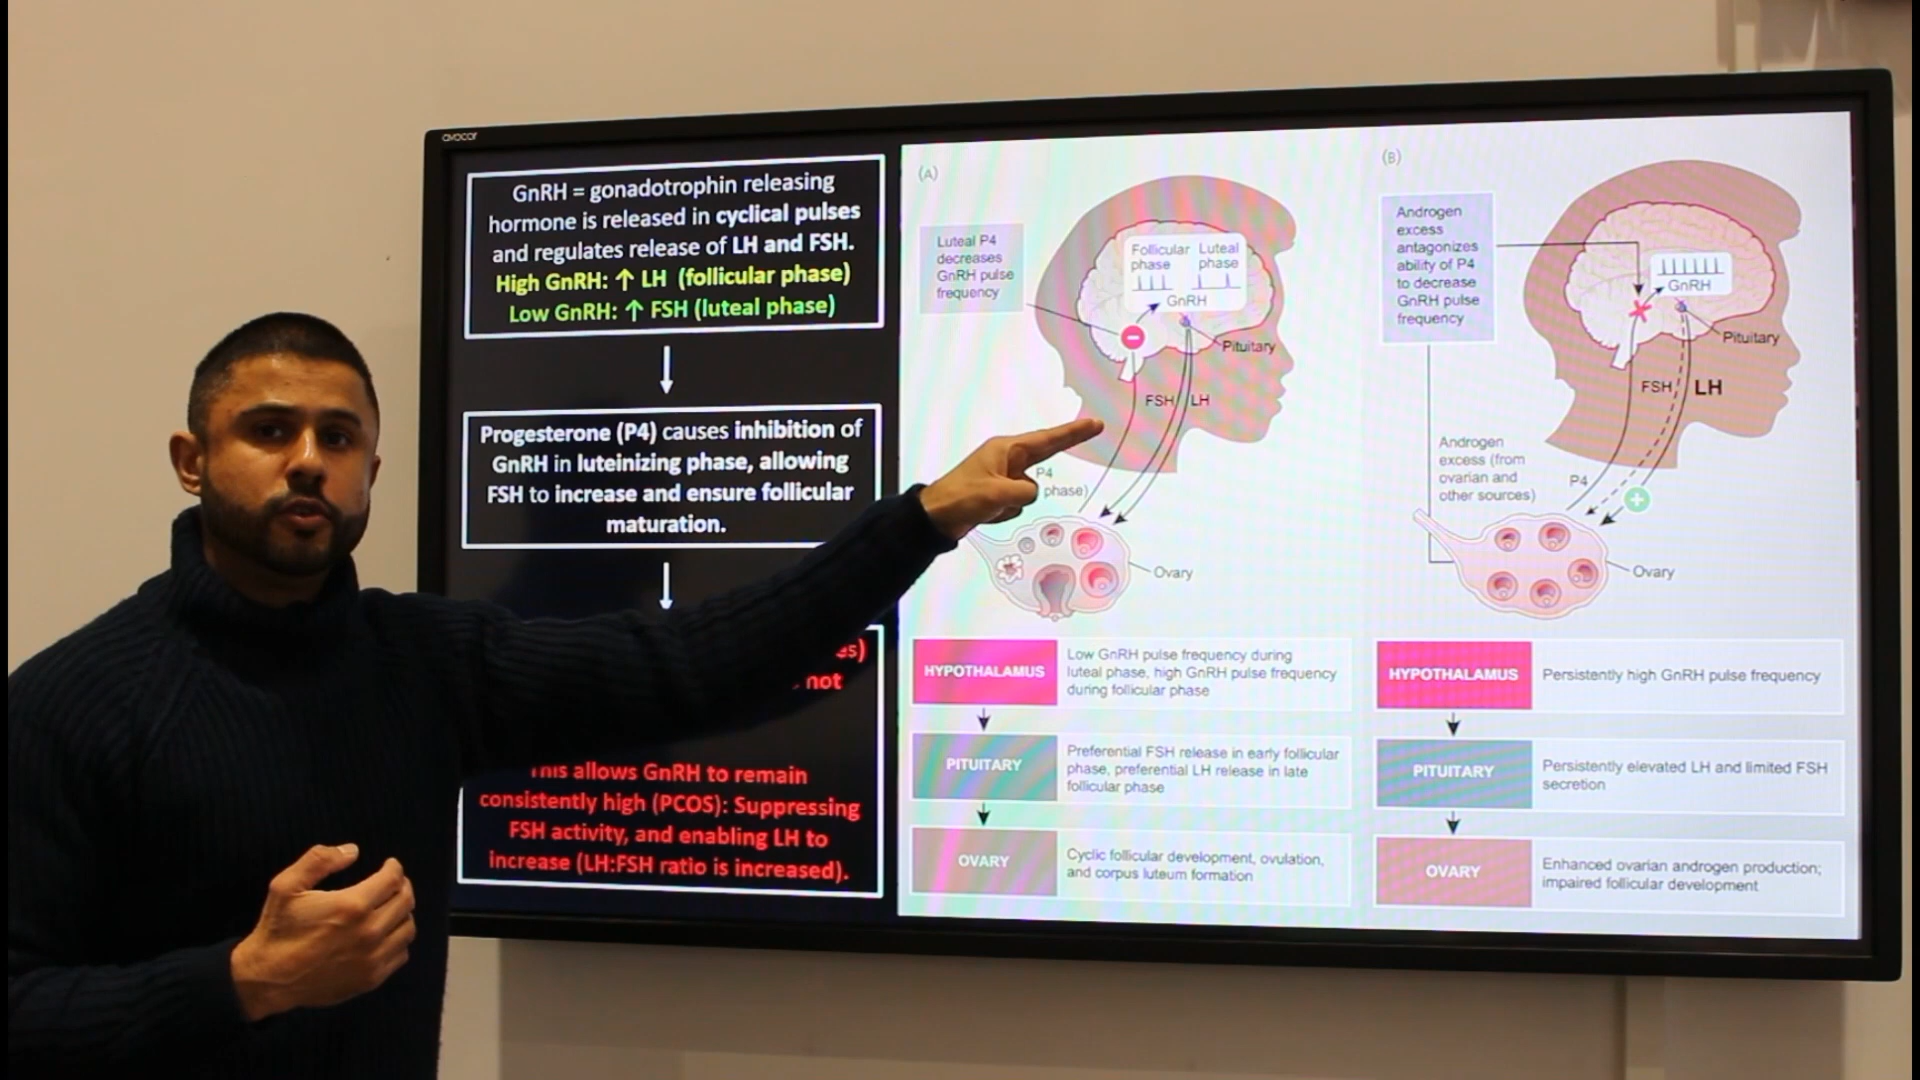 avocor
GnRH = gonadotrophin releasing
hormone is released in cyclical pulses
and regulates release of LH and FSH.
High GnRH: ↑ LH (follicular phase)
Low GnRH: ↑ FSH (luteal phase)
Progesterone (P4) causes inhibition of
GnRH in luteinizing phase, allowing
FSH to increase and ensure follicular
maturation.
not
This allows GnRH to remain
consistently high (PCOS): Suppressing
FSH activity, and enabling LH to
increase (LH:FSH ratio is increased).
(A)
Luteal P4
decreases
GnRH pulse
frequency
Follicular
phase
Luteal
phase
GnRH
Pituitary
FSH
LH
P4
phase)
Ovary
HYPOTHALAMUS
Low GnRH pulse frequency during
luteal phase, high GnRH pulse frequency
during follicular phase
PITUITARY
Preferential FSH release in early follicular
phase, preferential LH release in late
follicular phase
OVARY
Cyclic follicular development, ovulation,
and corpus luteum formation
(B)
Androgen
excess
antagonizes
ability of P4
to decrease
GnRH pulse
frequency
GnRH
Pituitary
FSH
LH
Androgen
excess (from
ovarian and
other sources)
P4
Ovary
HYPOTHALAMUS
Persistently high GnRH pulse frequency
PITUITARY
Persistently elevated LH and limited FSH
secretion
OVARY
Enhanced ovarian androgen production;
impaired follicular development